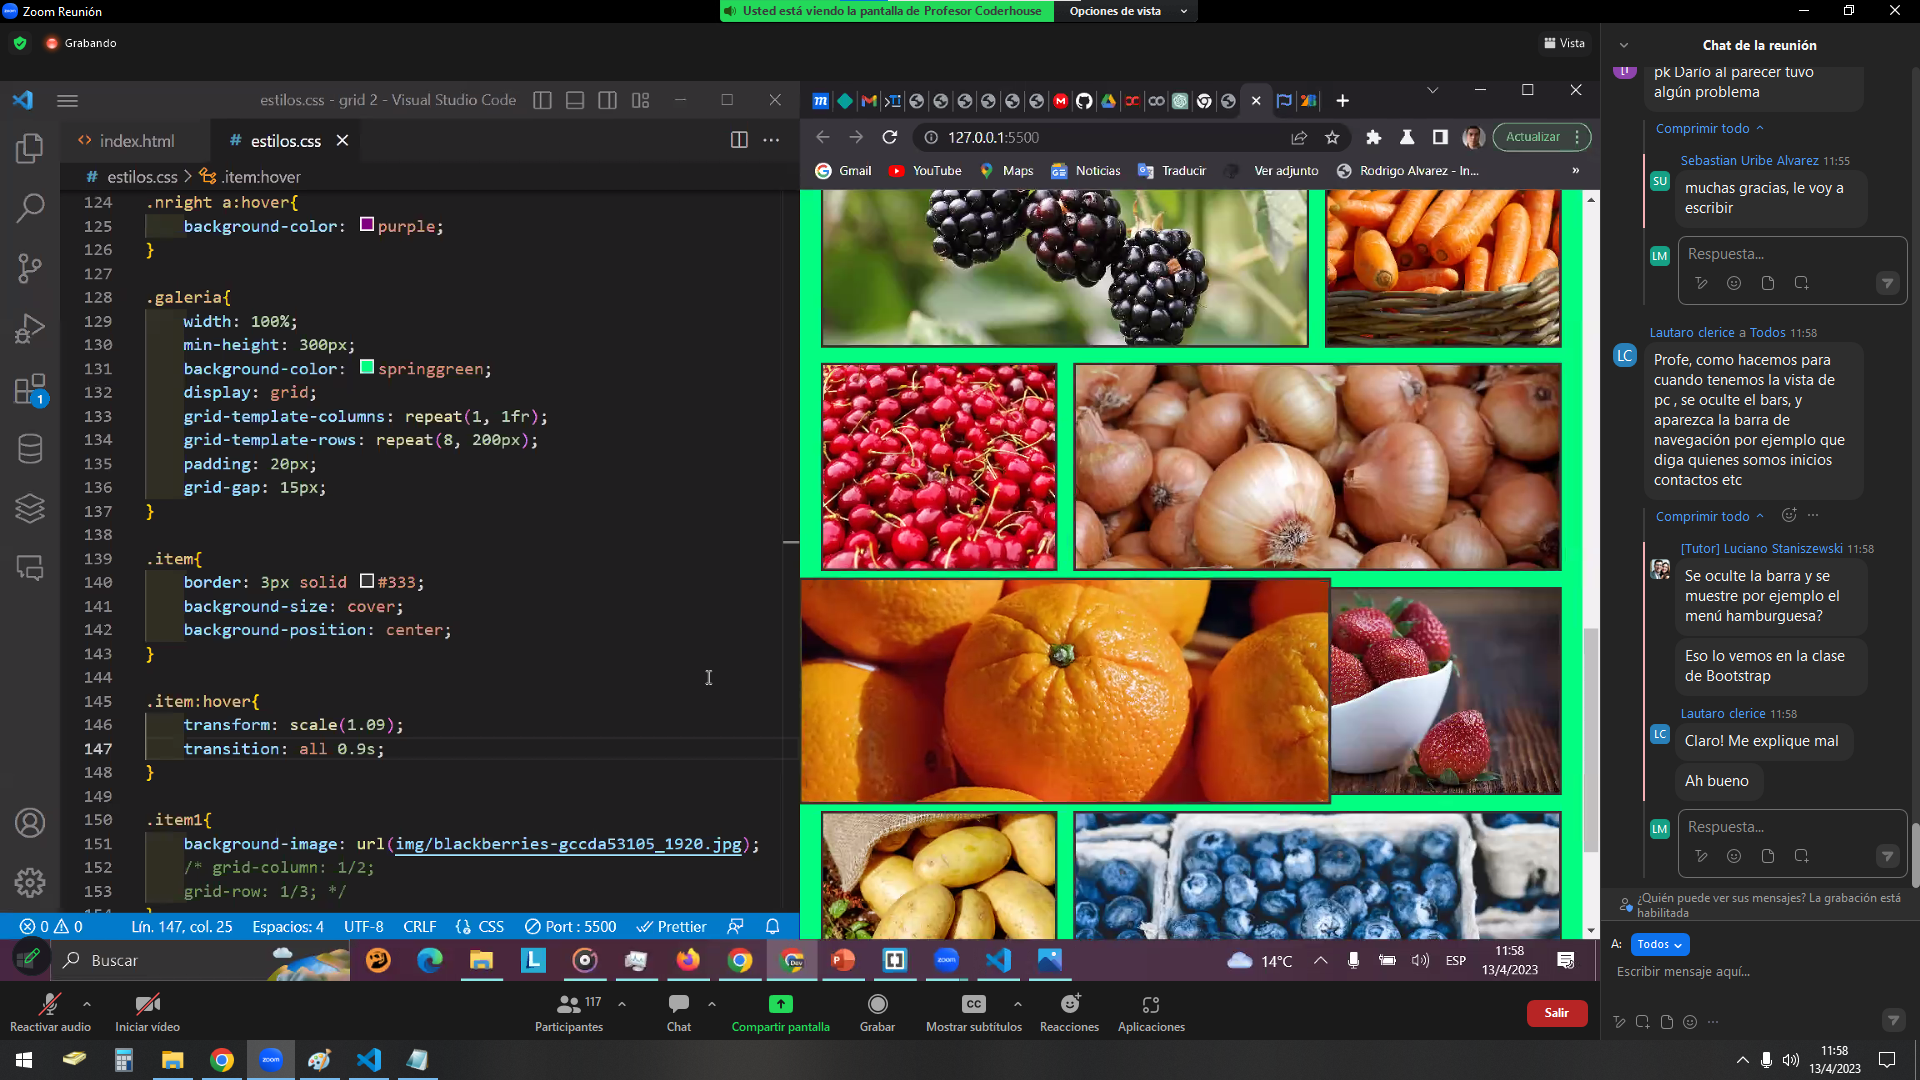 Zoom Reunión
Usted está viendo la pantalla de Profesor Coderhouse
Opciones de vista
Grabando
Vista
estilos.css - grid 2 - Visual Studio Code
index.html
# estilos.css
# estilos.css > .item:hover
124 .nright a:hover{
125 background-color: purple;
126 }
127
128 .galeria{
129 width: 100%;
130 min-height: 300px;
131 background-color: springgreen;
132 display: grid;
133 grid-template-columns: repeat(1, 1fr);
134 grid-template-rows: repeat(8, 200px);
135 padding: 20px;
136 grid-gap: 15px;
137 }
138
139 .item{
140 border: 3px solid #333;
141 background-size: cover;
142 background-position: center;
143 }
144
145 .item:hover{
146 transform: scale(1.09);
147 transition: all 0.9s;
148 }
149
150 .item1{
151 background-image: url(img/blackberries-gccda53105_1920.jpg);
152 /* grid-column: 1/2;
153 grid-row: 1/3; */
1
0 0
Lín. 147, col. 25
Espacios: 4
UTF-8
CRLF
CSS
Port : 5500
Prettier
127.0.0.1:5500
Actualizar
Gmail
YouTube
Maps
Noticias
Traducir
Ver adjunto
Rodrigo Alvarez - In...
»
Buscar
14°C
ESP
11:58
13/4/2023
Reactivar audio
Iniciar vídeo
117
Participantes
Chat
Compartir pantalla
Grabar
Mostrar subtítulos
Reacciones
Aplicaciones
Salir
Chat de la reunión
pk Darío al parecer tuvo
algún problema
Comprimir todo
Sebastian Uribe Alvarez 11:55
SU
muchas gracias, le voy a
escribir
LM
Respuesta...
Lautaro clerice a Todos 11:58
LC
Profe, como hacemos para
cuando tenemos la vista de
pc , se oculte el bars, y
aparezca la barra de
navegación por ejemplo que
diga quienes somos inicios
contactos etc
Comprimir todo
[Tutor] Luciano Staniszewski 11:58
Se oculte la barra y se
muestre por ejemplo el
menú hamburguesa?
Eso lo vemos en la clase
de Bootstrap
Lautaro clerice 11:58
LC
Claro! Me explique mal
Ah bueno
LM
Respuesta...
¿Quién puede ver sus mensajes? La grabación está
habilitada
A: Todos
Escribir mensaje aquí...
11:58
13/4/2023